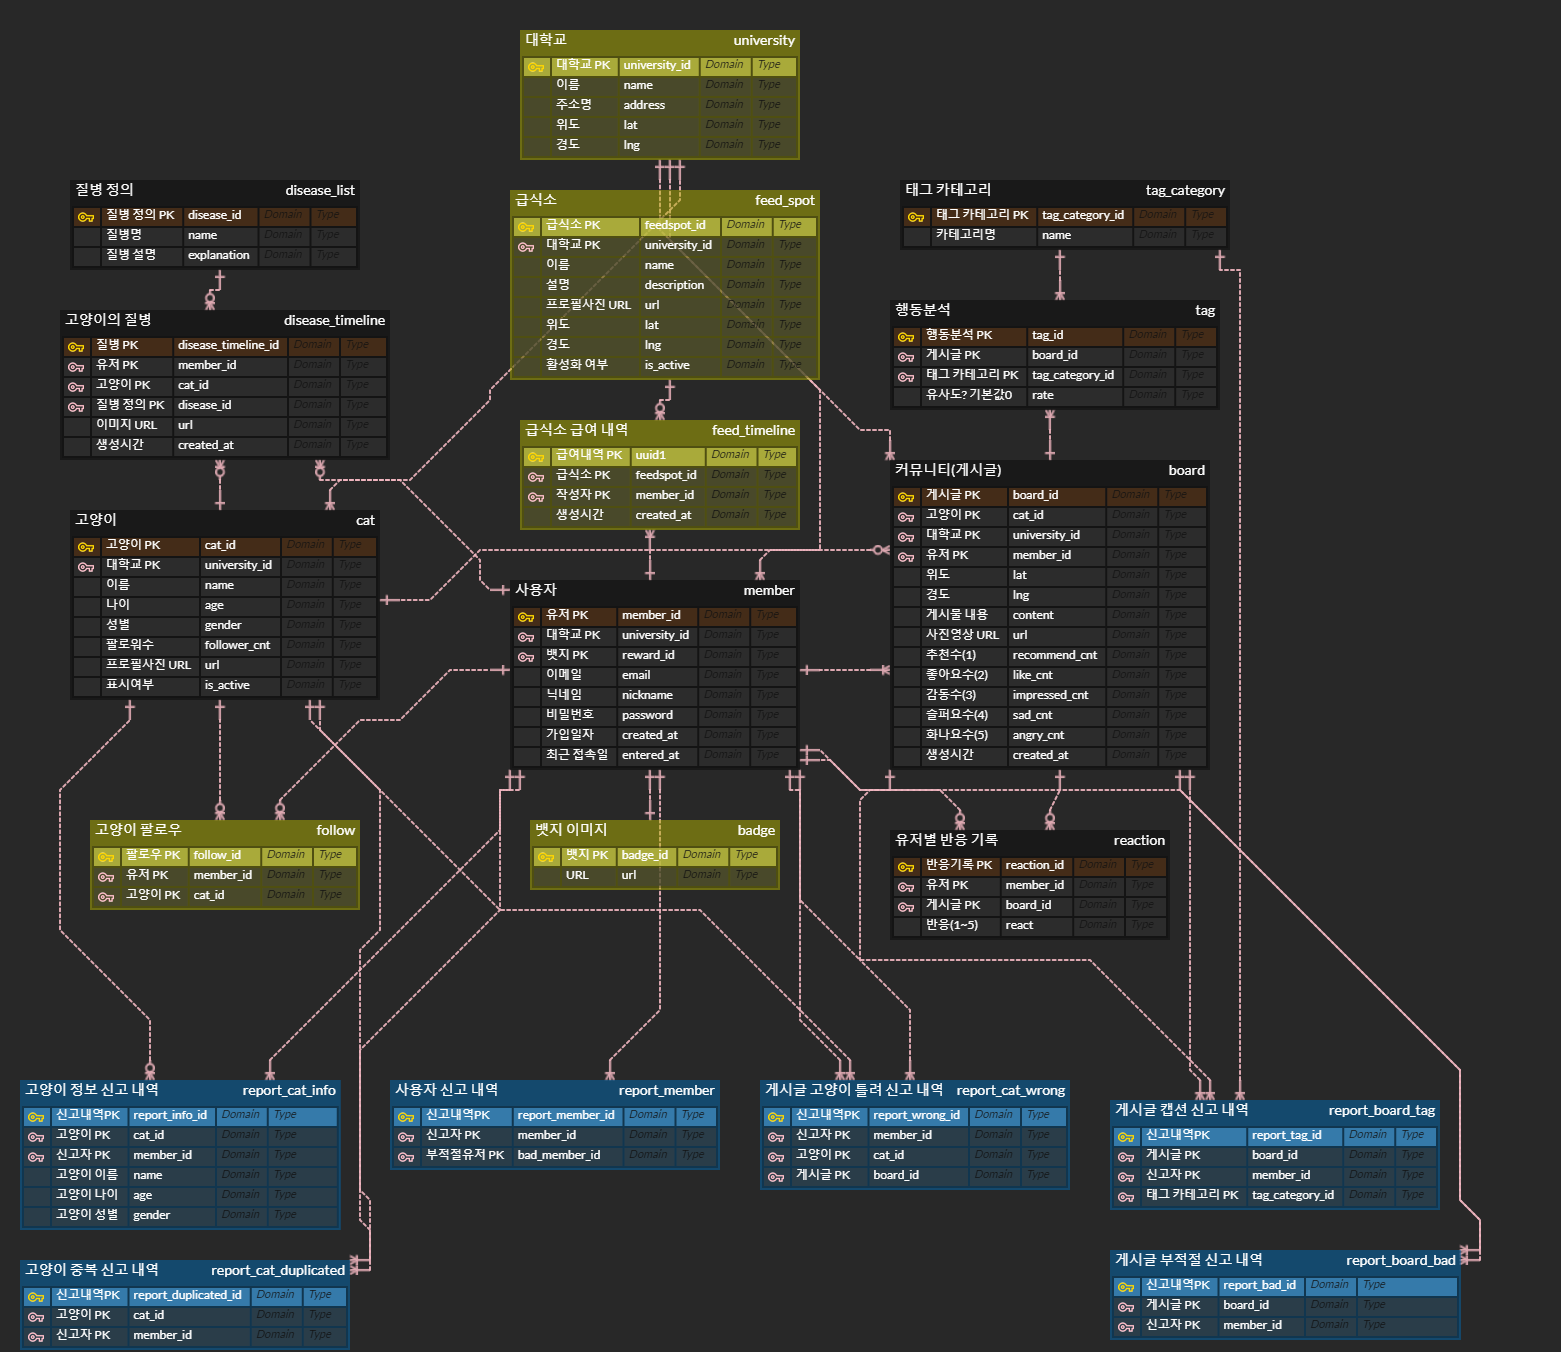 대학교 university
대학교 PK university_id Domain Type
이름 name Domain Type
주소명 address Domain Type
위도 lat Domain Type
경도 lng Domain Type
질병 정의 disease_list
질병 정의 PK disease_id Domain Type
질병명 name Domain Type
질병 설명 explanation Domain Type
급식소 feed_spot
급식소 PK feedspot_id Domain Type
대학교 PK university_id Domain Type
이름 name Domain Type
설명 description Domain Type
프로필사진 URL url Domain Type
위도 lat Domain Type
경도 lng Domain Type
활성화 여부 is_active Domain Type
태그 카테고리 tag_category
태그 카테고리 PK tag_category_id Domain Type
카테고리명 name Domain Type
고양이의 질병 disease_timeline
질병 PK disease_timeline_id Domain Type
유저 PK member_id Domain Type
고양이 PK cat_id Domain Type
질병 정의 PK disease_id Domain Type
이미지 URL url Domain Type
생성시간 created_at Domain Type
행동분석 tag
행동분석 PK tag_id Domain Type
게시글 PK board_id Domain Type
태그 카테고리 PK tag_category_id Domain Type
유사도? 기본값0 rate Domain Type
급식소 급여 내역 feed_timeline
급여내역 PK uuid1 Domain Type
급식소 PK feedspot_id Domain Type
작성자 PK member_id Domain Type
생성시간 created_at Domain Type
커뮤니티(게시글) board
게시글 PK board_id Domain Type
고양이 PK cat_id Domain Type
대학교 PK university_id Domain Type
유저 PK member_id Domain Type
위도 lat Domain Type
경도 lng Domain Type
게시물 내용 content Domain Type
사진영상 URL url Domain Type
추천수(1) recommend_cnt Domain Type
좋아요수(2) like_cnt Domain Type
감동수(3) impressed_cnt Domain Type
슬퍼요수(4) sad_cnt Domain Type
화나요수(5) angry_cnt Domain Type
생성시간 created_at Domain Type
고양이 cat
고양이 PK cat_id Domain Type
대학교 PK university_id Domain Type
이름 name Domain Type
나이 age Domain Type
성별 gender Domain Type
팔로워수 follower_cnt Domain Type
프로필사진 URL url Domain Type
표시여부 is_active Domain Type
사용자 member
유저 PK member_id Domain Type
대학교 PK university_id Domain Type
뱃지 PK reward_id Domain Type
이메일 email Domain Type
닉네임 nickname Domain Type
비밀번호 password Domain Type
가입일자 created_at Domain Type
최근 접속일 entered_at Domain Type
고양이 팔로우 follow
팔로우 PK follow_id Domain Type
유저 PK member_id Domain Type
고양이 PK cat_id Domain Type
뱃지 이미지 badge
뱃지 PK badge_id Domain Type
URL url Domain Type
유저별 반응 기록 reaction
반응기록 PK reaction_id Domain Type
유저 PK member_id Domain Type
게시글 PK board_id Domain Type
반응(1~5) react Domain Type
고양이 정보 신고 내역 report_cat_info
신고내역PK report_info_id Domain Type
고양이 PK cat_id Domain Type
신고자 PK member_id Domain Type
고양이 이름 name Domain Type
고양이 나이 age Domain Type
고양이 성별 gender Domain Type
사용자 신고 내역 report_member
신고내역PK report_member_id Domain Type
신고자 PK member_id Domain Type
부적절유저 PK bad_member_id Domain Type
게시글 고양이 틀려 신고 내역 report_cat_wrong
신고내역PK report_wrong_id Domain Type
신고자 PK member_id Domain Type
고양이 PK cat_id Domain Type
게시글 PK board_id Domain Type
게시글 캡션 신고 내역 report_board_tag
신고내역PK report_tag_id Domain Type
게시글 PK board_id Domain Type
신고자 PK member_id Domain Type
태그 카테고리 PK tag_category_id Domain Type
고양이 중복 신고 내역 report_cat_duplicated
신고내역PK report_duplicated_id Domain Type
고양이 PK cat_id Domain Type
신고자 PK member_id Domain Type
게시글 부적절 신고 내역 report_board_bad
신고내역PK report_bad_id Domain Type
게시글 PK board_id Domain Type
신고자 PK member_id Domain Type